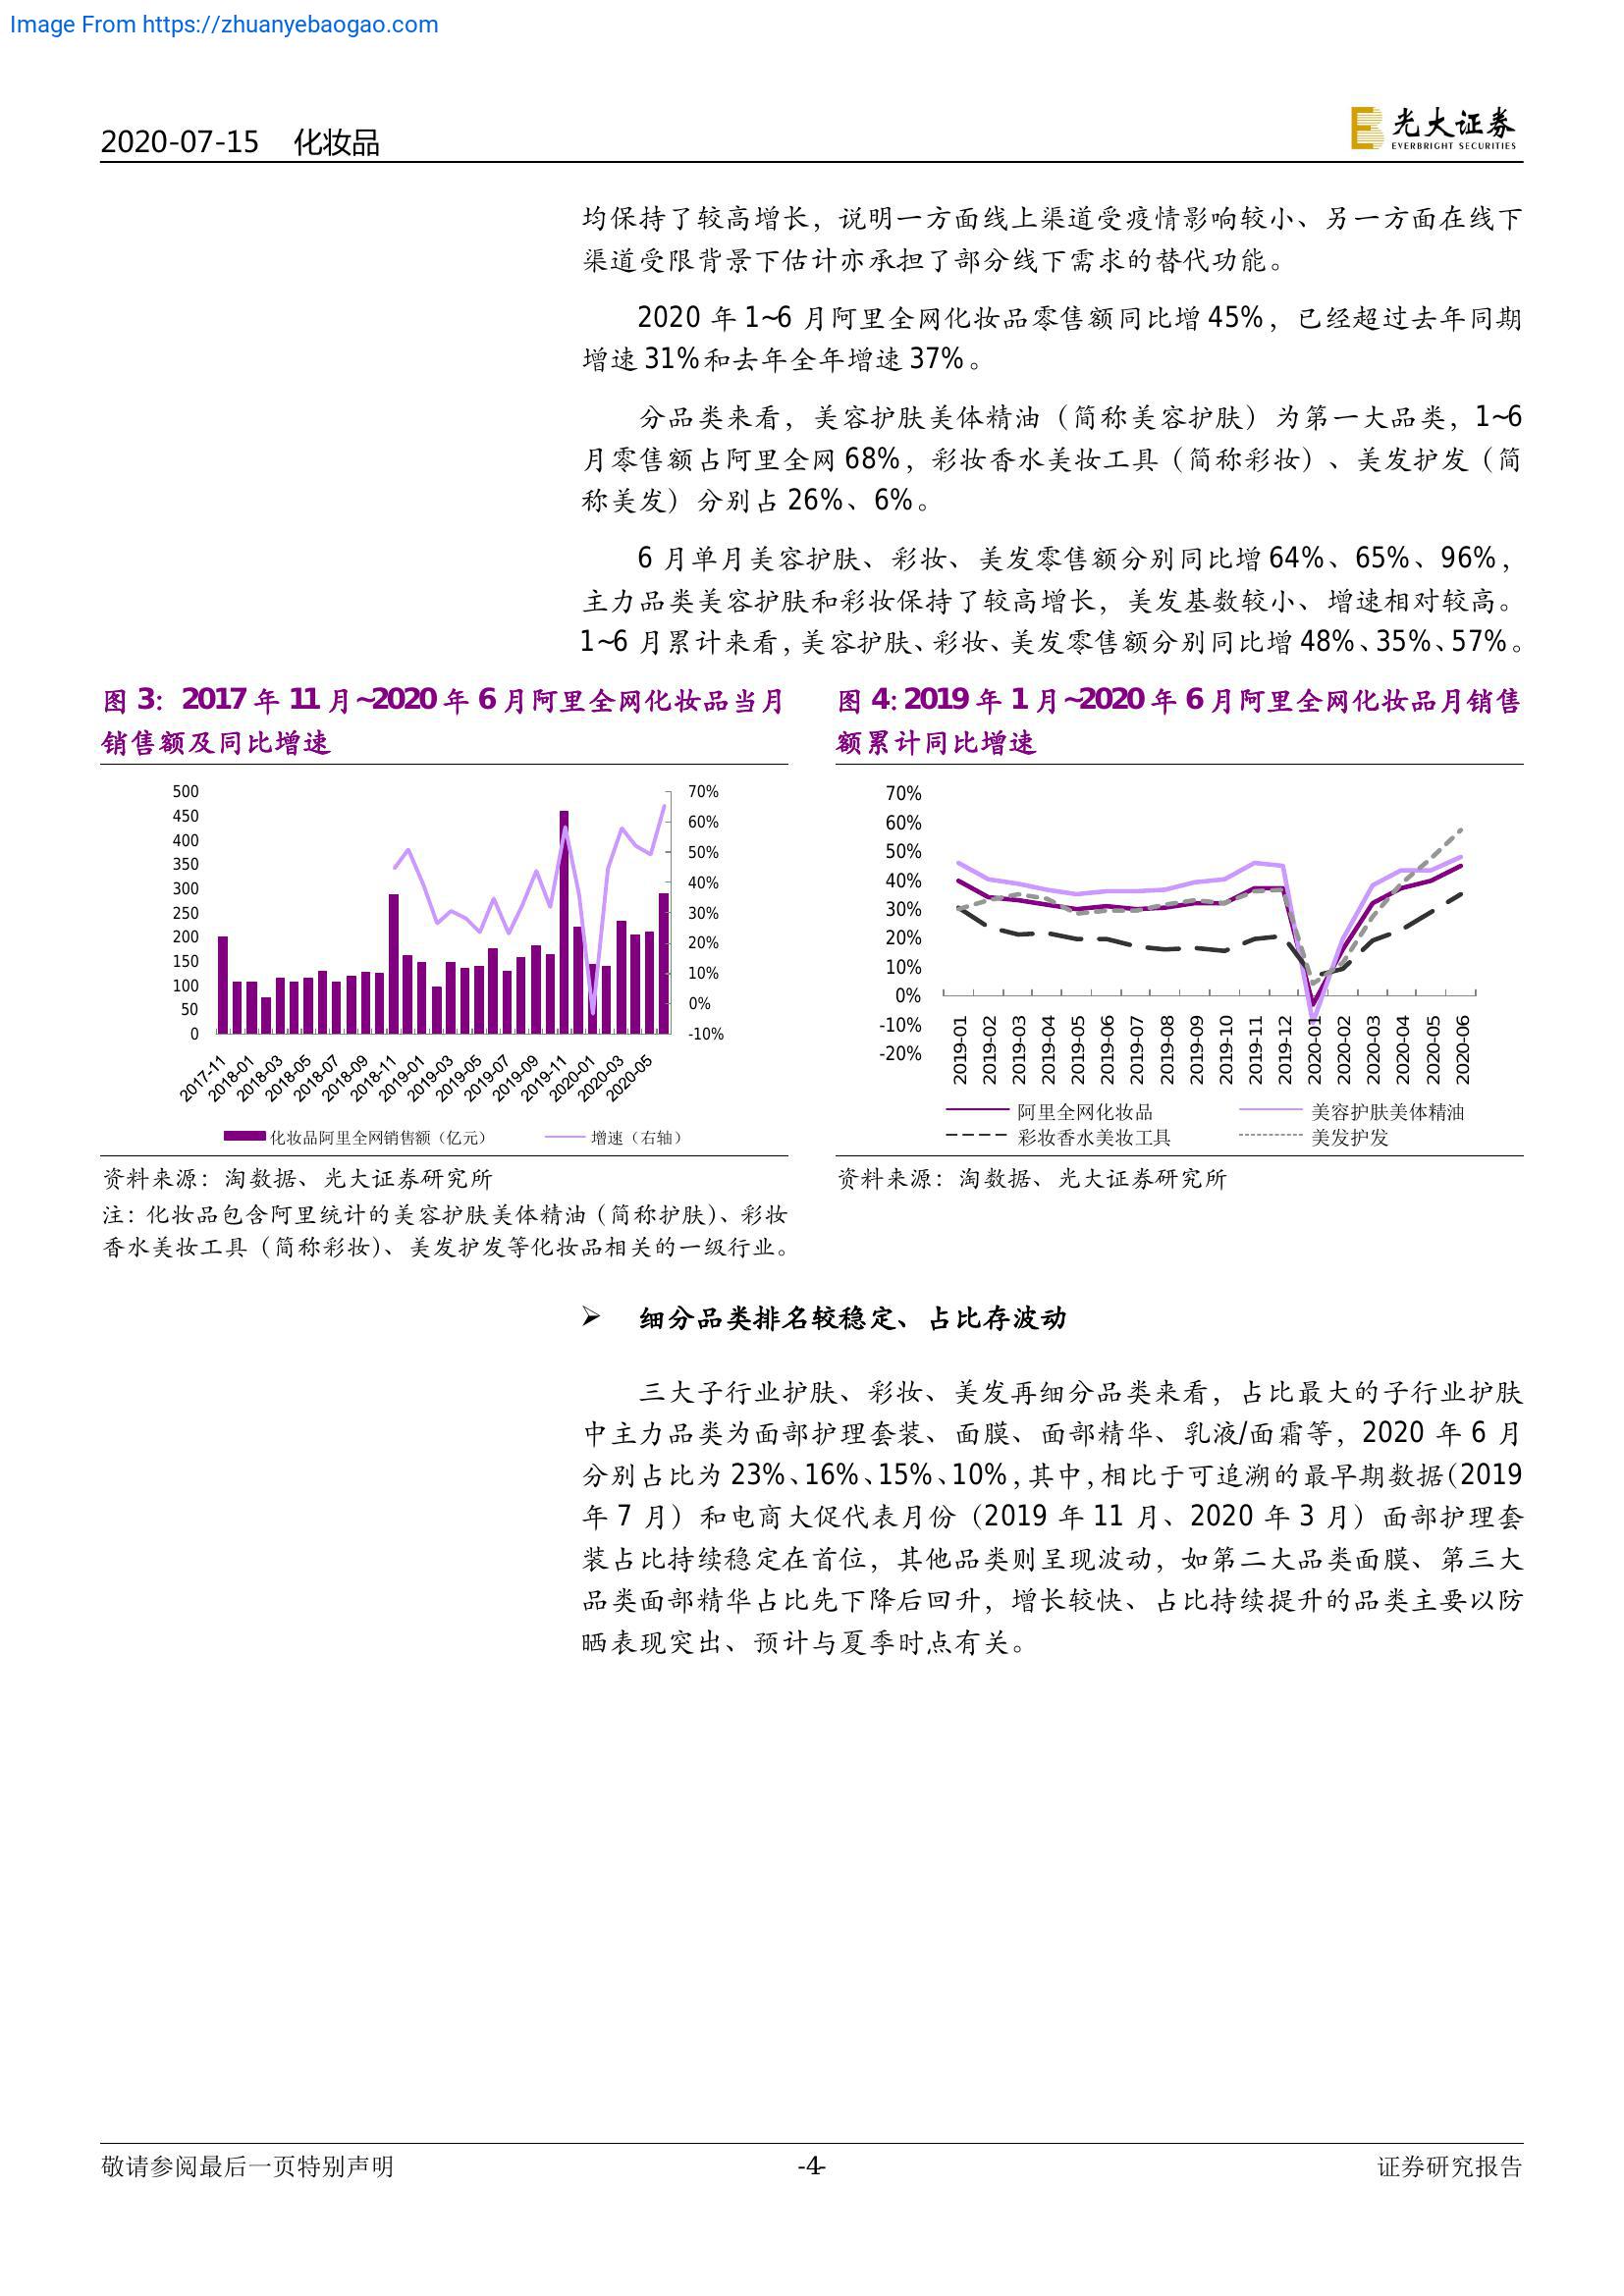 Image From https://zhuanyebaogao.com
2020-07-15 化妆品
光大证券
EVERBRIGHT SECURITIES
均保持了较高增长，说明一方面线上渠道受疫情影响较小、另一方面在线下
渠道受限背景下估计亦承担了部分线下需求的替代功能。
2020 年 1~6 月阿里全网化妆品零售额同比增 45%，已经超过去年同期
增速 31%和去年全年增速 37%。
分品类来看，美容护肤美体精油（简称美容护肤）为第一大品类，1~6
月零售额占阿里全网 68%，彩妆香水美妆工具（简称彩妆）、美发护发（简
称美发）分别占 26%、6%。
6 月单月美容护肤、彩妆、美发零售额分别同比增 64%、65%、96%，
主力品类美容护肤和彩妆保持了较高增长，美发基数较小、增速相对较高。
1~6 月累计来看，美容护肤、彩妆、美发零售额分别同比增 48%、35%、57%。
图 3：2017 年 11 月~2020 年 6 月阿里全网化妆品当月
销售额及同比增速
500
450
400
350
300
250
200
150
100
50
0
70%
60%
50%
40%
30%
20%
10%
0%
-10%
2017-11
2018-01
2018-03
2018-05
2018-07
2018-09
2018-11
2019-01
2019-03
2019-05
2019-07
2019-09
2019-11
2020-01
2020-03
2020-05
化妆品阿里全网销售额（亿元） 增速（右轴）
资料来源：淘数据、光大证券研究所
注：化妆品包含阿里统计的美容护肤美体精油（简称护肤）、彩妆
香水美妆工具（简称彩妆）、美发护发等化妆品相关的一级行业。
图 4：2019 年 1 月~2020 年 6 月阿里全网化妆品月销售
额累计同比增速
70%
60%
50%
40%
30%
20%
10%
0%
-10%
-20%
2019-01
2019-02
2019-03
2019-04
2019-05
2019-06
2019-07
2019-08
2019-09
2019-10
2019-11
2019-12
2020-01
2020-02
2020-03
2020-04
2020-05
2020-06
阿里全网化妆品 美容护肤美体精油
彩妆香水美妆工具 美发护发
资料来源：淘数据、光大证券研究所
➢ 细分品类排名较稳定、占比存波动
三大子行业护肤、彩妆、美发再细分品类来看，占比最大的子行业护肤
中主力品类为面部护理套装、面膜、面部精华、乳液/面霜等，2020 年 6 月
分别占比为 23%、16%、15%、10%，其中，相比于可追溯的最早期数据（2019
年 7 月）和电商大促代表月份（2019 年 11 月、2020 年 3 月）面部护理套
装占比持续稳定在首位，其他品类则呈现波动，如第二大品类面膜、第三大
品类面部精华占比先下降后回升，增长较快、占比持续提升的品类主要以防
晒表现突出、预计与夏季时点有关。
敬请参阅最后一页特别声明 -4- 证券研究报告